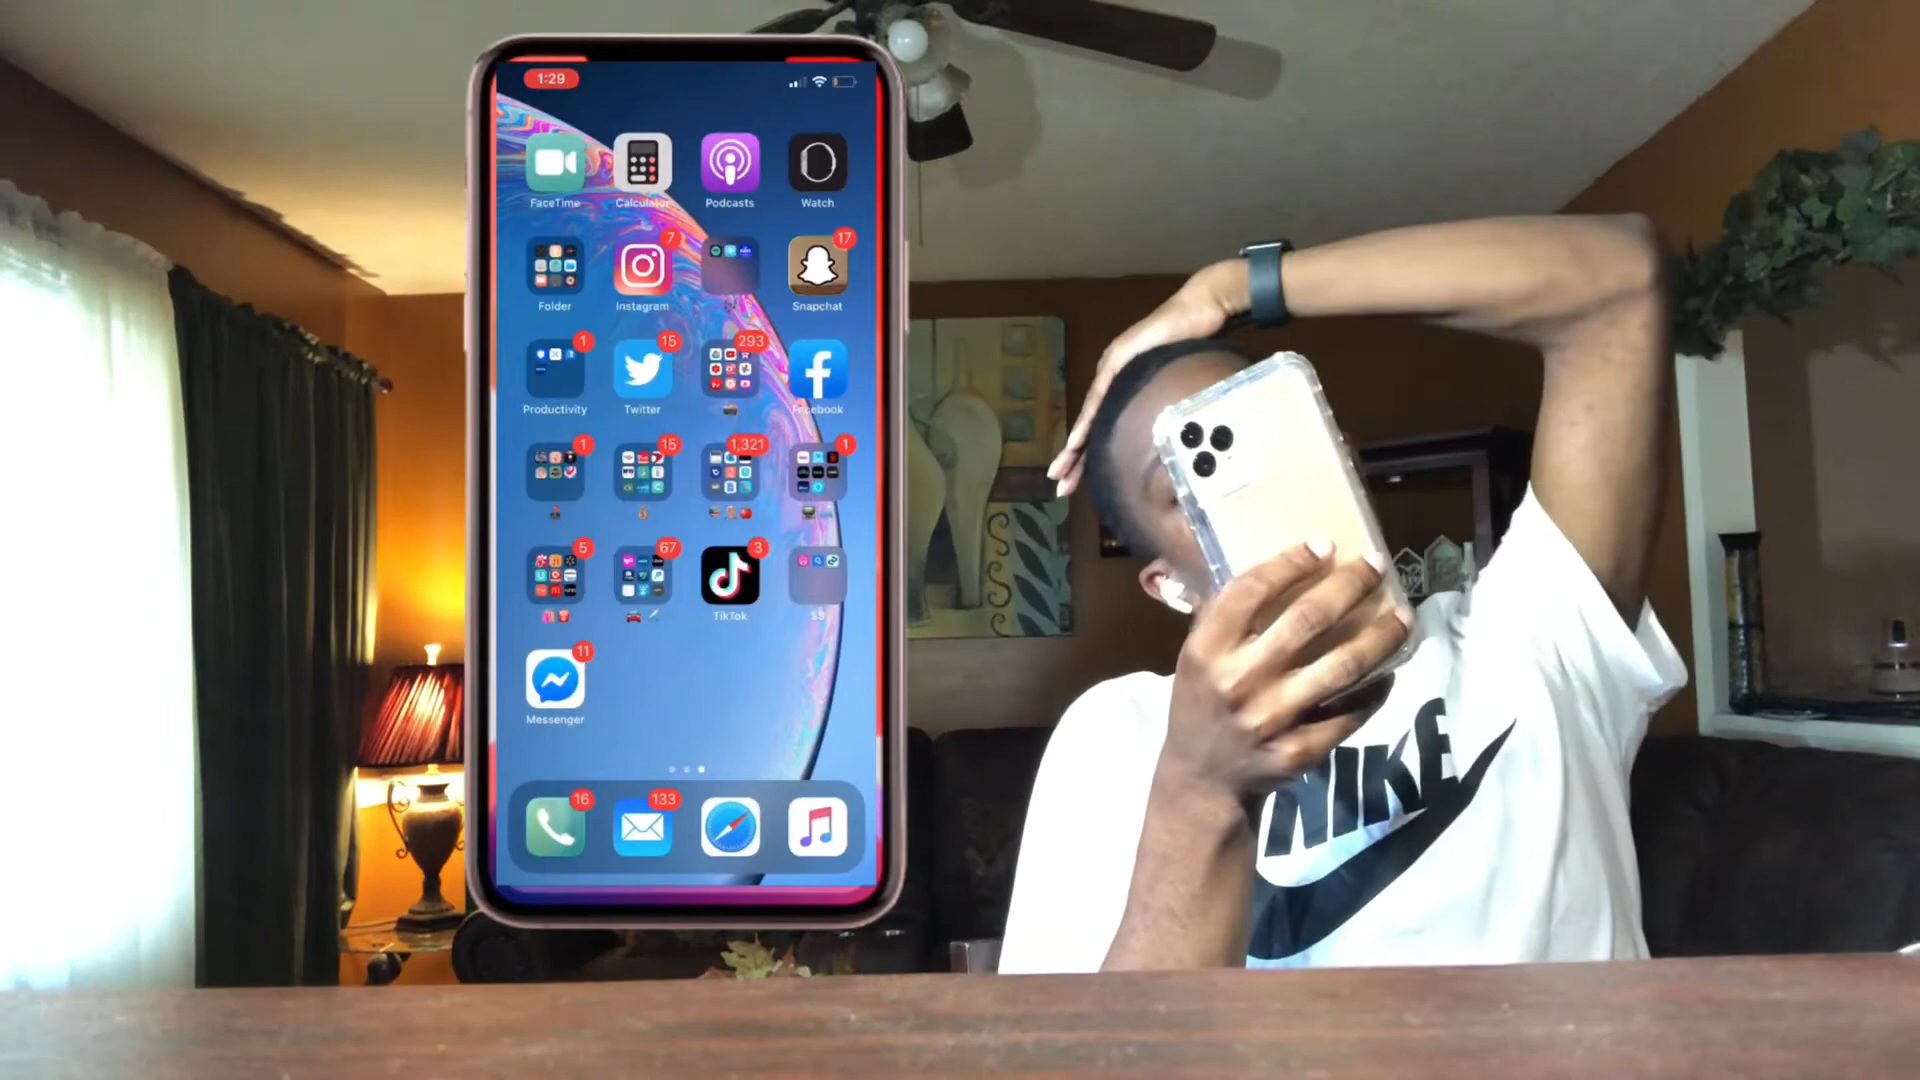 1:29
FaceTime Calculator Podcasts Watch
7 17
Folder Instagram Snapchat
1 15 293
Productivity Twitter Facebook
1 15 1,321 1
5 67 3
TikTok
11
Messenger
16 133
NIKE